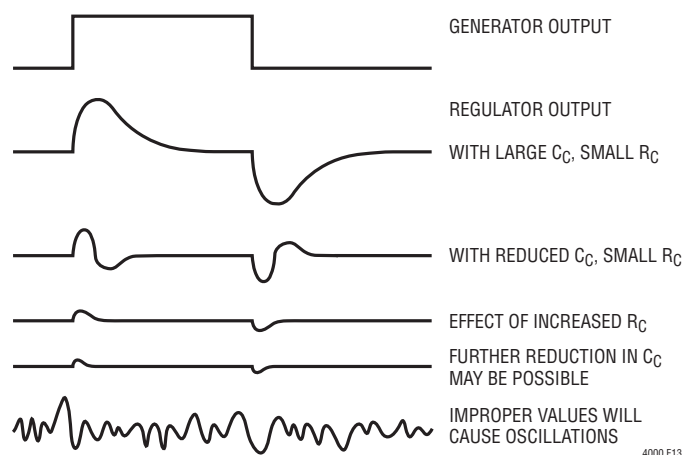 GENERATOR OUTPUT
REGULATOR OUTPUT
WITH LARGE CC, SMALL RC
WITH REDUCED CC, SMALL RC
EFFECT OF INCREASED RC
FURTHER REDUCTION IN CC
MAY BE POSSIBLE
IMPROPER VALUES WILL
CAUSE OSCILLATIONS
4000 F13